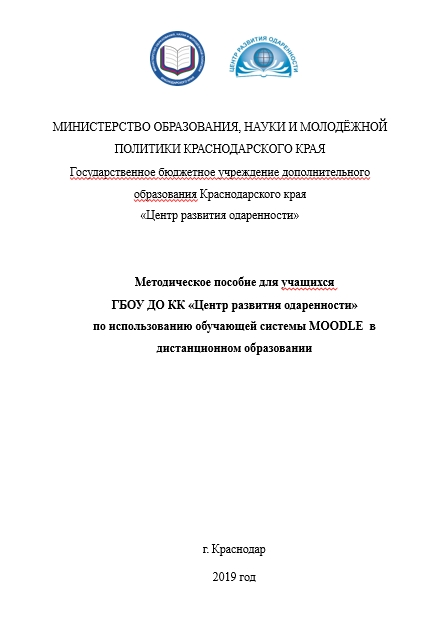 ЦЕНТР РАЗВИТИЯ ОДАРЕННОСТИ
МИНИСТЕРСТВО ОБРАЗОВАНИЯ, НАУКИ И МОЛОДЁЖНОЙ
ПОЛИТИКИ КРАСНОДАРСКОГО КРАЯ
Государственное бюджетное учреждение дополнительного
образования Краснодарского края
«Центр развития одаренности»
Методическое пособие для учащихся
ГБОУ ДО КК «Центр развития одаренности»
по использованию обучающей системы MOODLE в
дистанционном образовании
г. Краснодар
2019 год